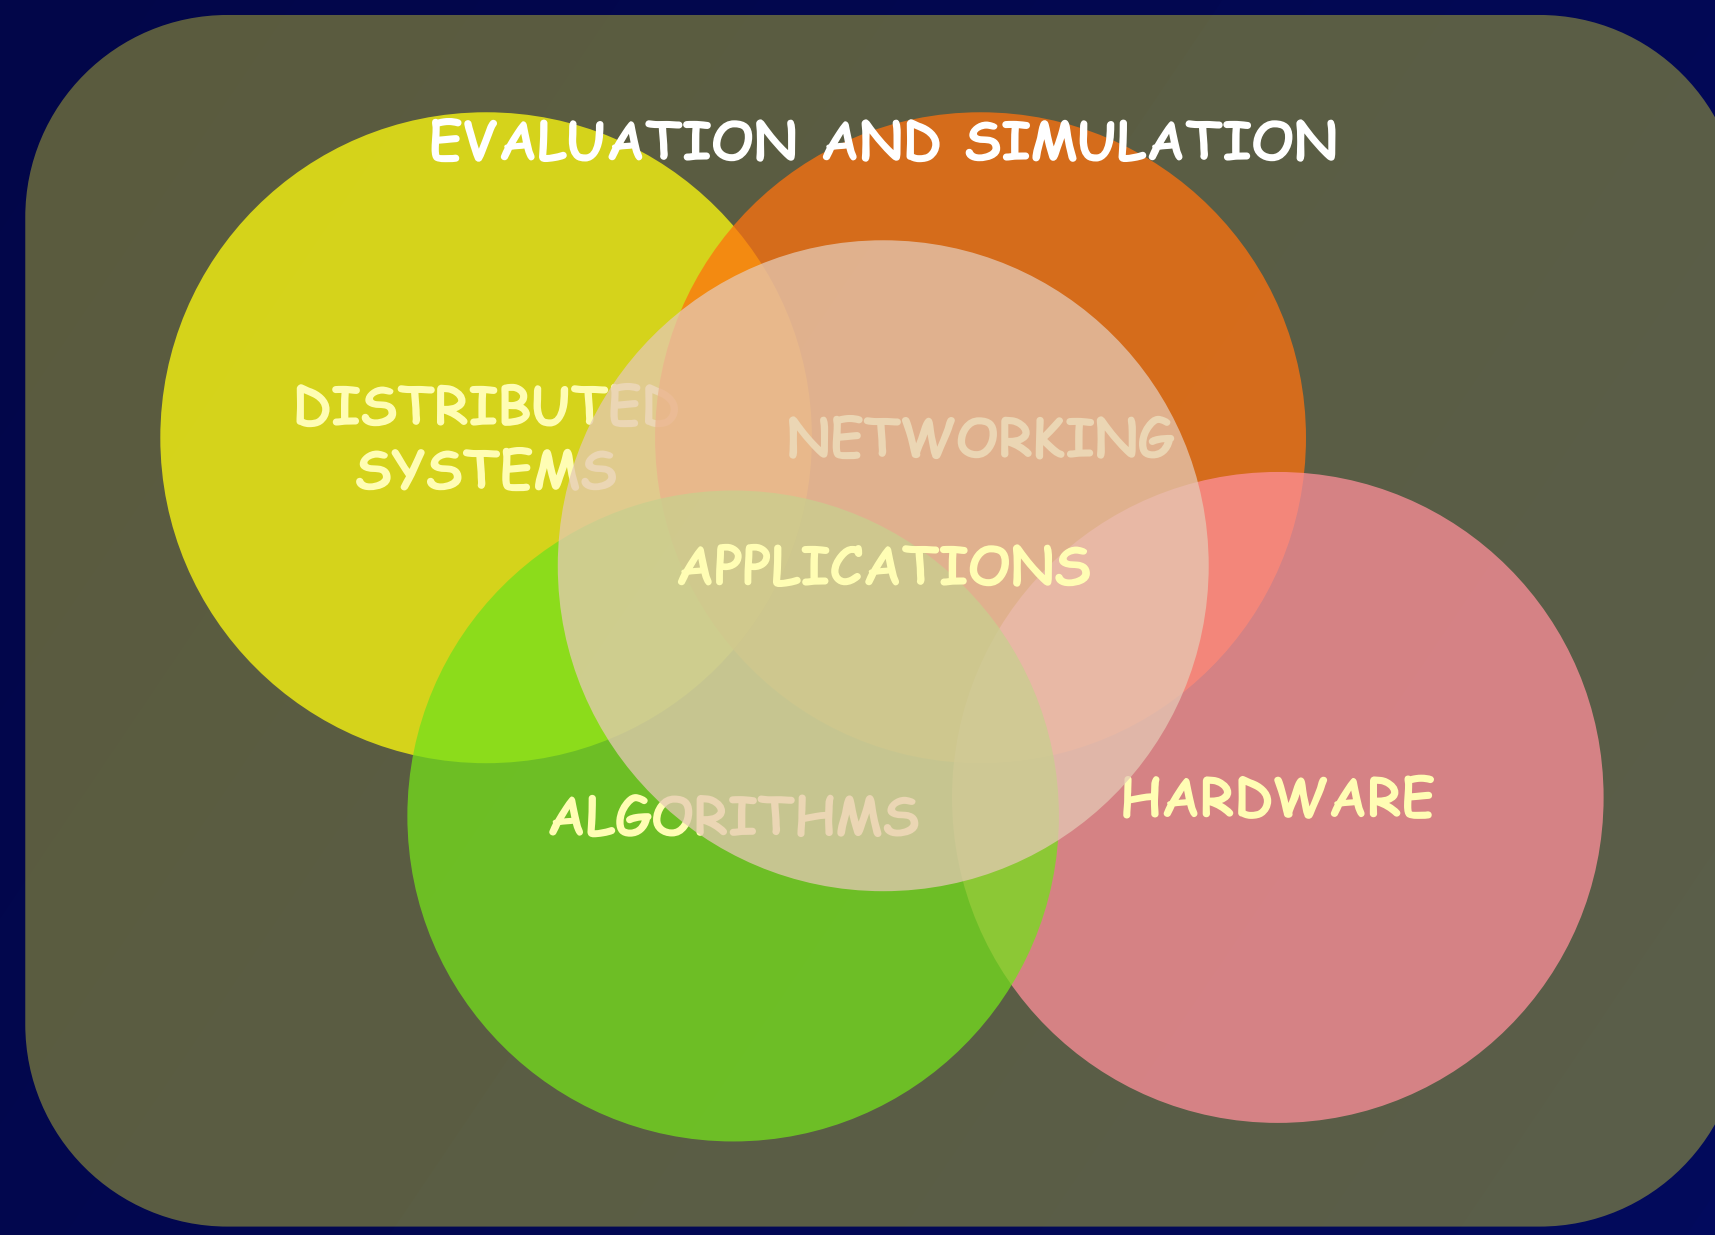 EVALUATION AND SIMULATION
DISTRIBUTED
SYSTEMS
NETWORKING
APPLICATIONS
HARDWARE
ALGORITHMS